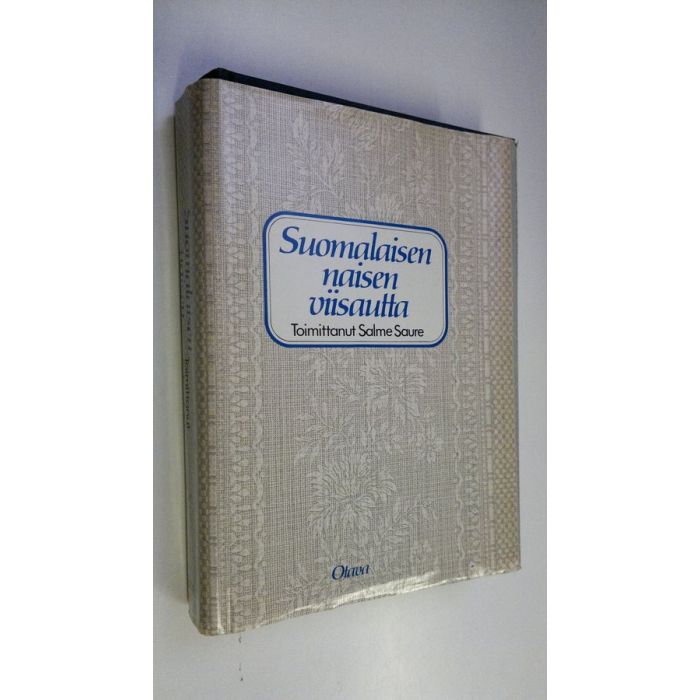 Suomalaisen
naisen
viisautta
Toimittanut Salme Saure
Otava